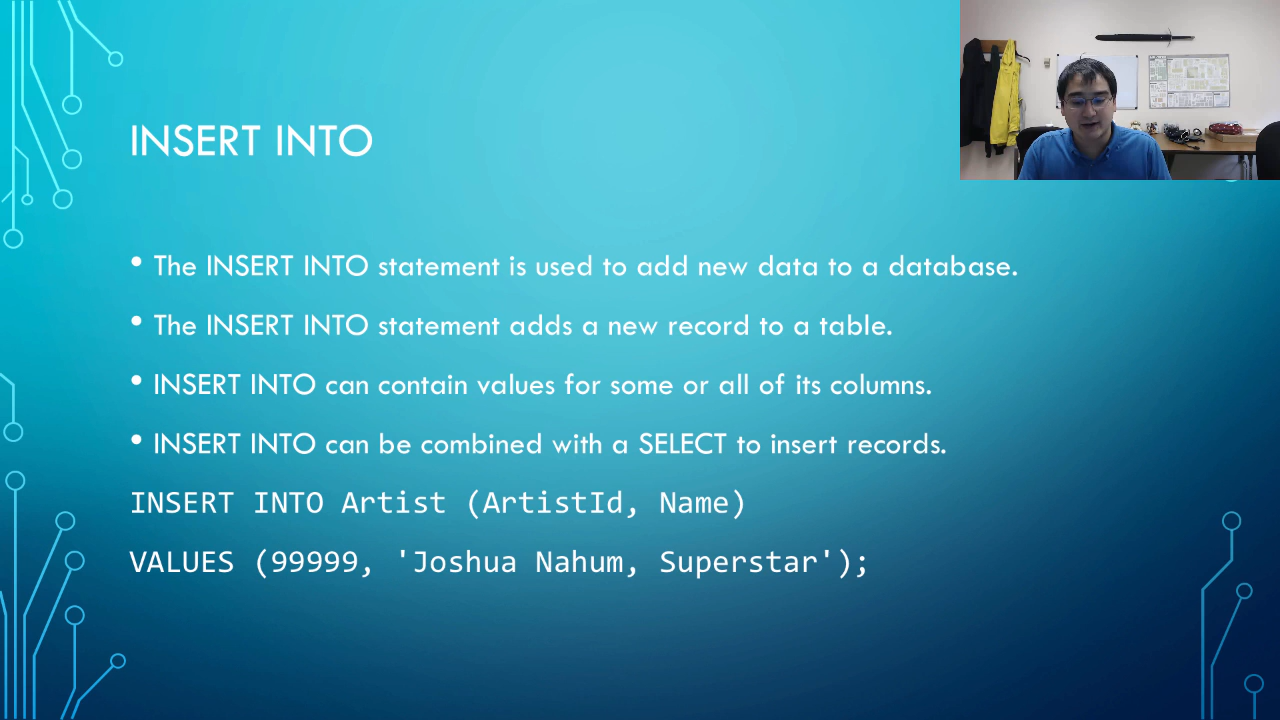 INSERT INTO
• The INSERT INTO statement is used to add new data to a database.
• The INSERT INTO statement adds a new record to a table.
• INSERT INTO can contain values for some or all of its columns.
• INSERT INTO can be combined with a SELECT to insert records.
INSERT INTO Artist (ArtistId, Name)
VALUES (99999, 'Joshua Nahum, Superstar');